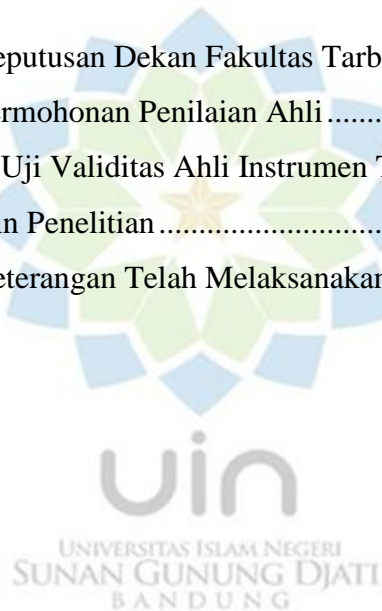 eputusan Dekan Fakultas Tarb
ermohonan Penilaian Ahli.......
Uji Validitas Ahli Instrumen T
n Penelitian..............................
eterangan Telah Melaksanakan
uin
UNIVERSITAS ISLAM NEGERI
SUNAN GUNUNG DJATI
BANDUNG